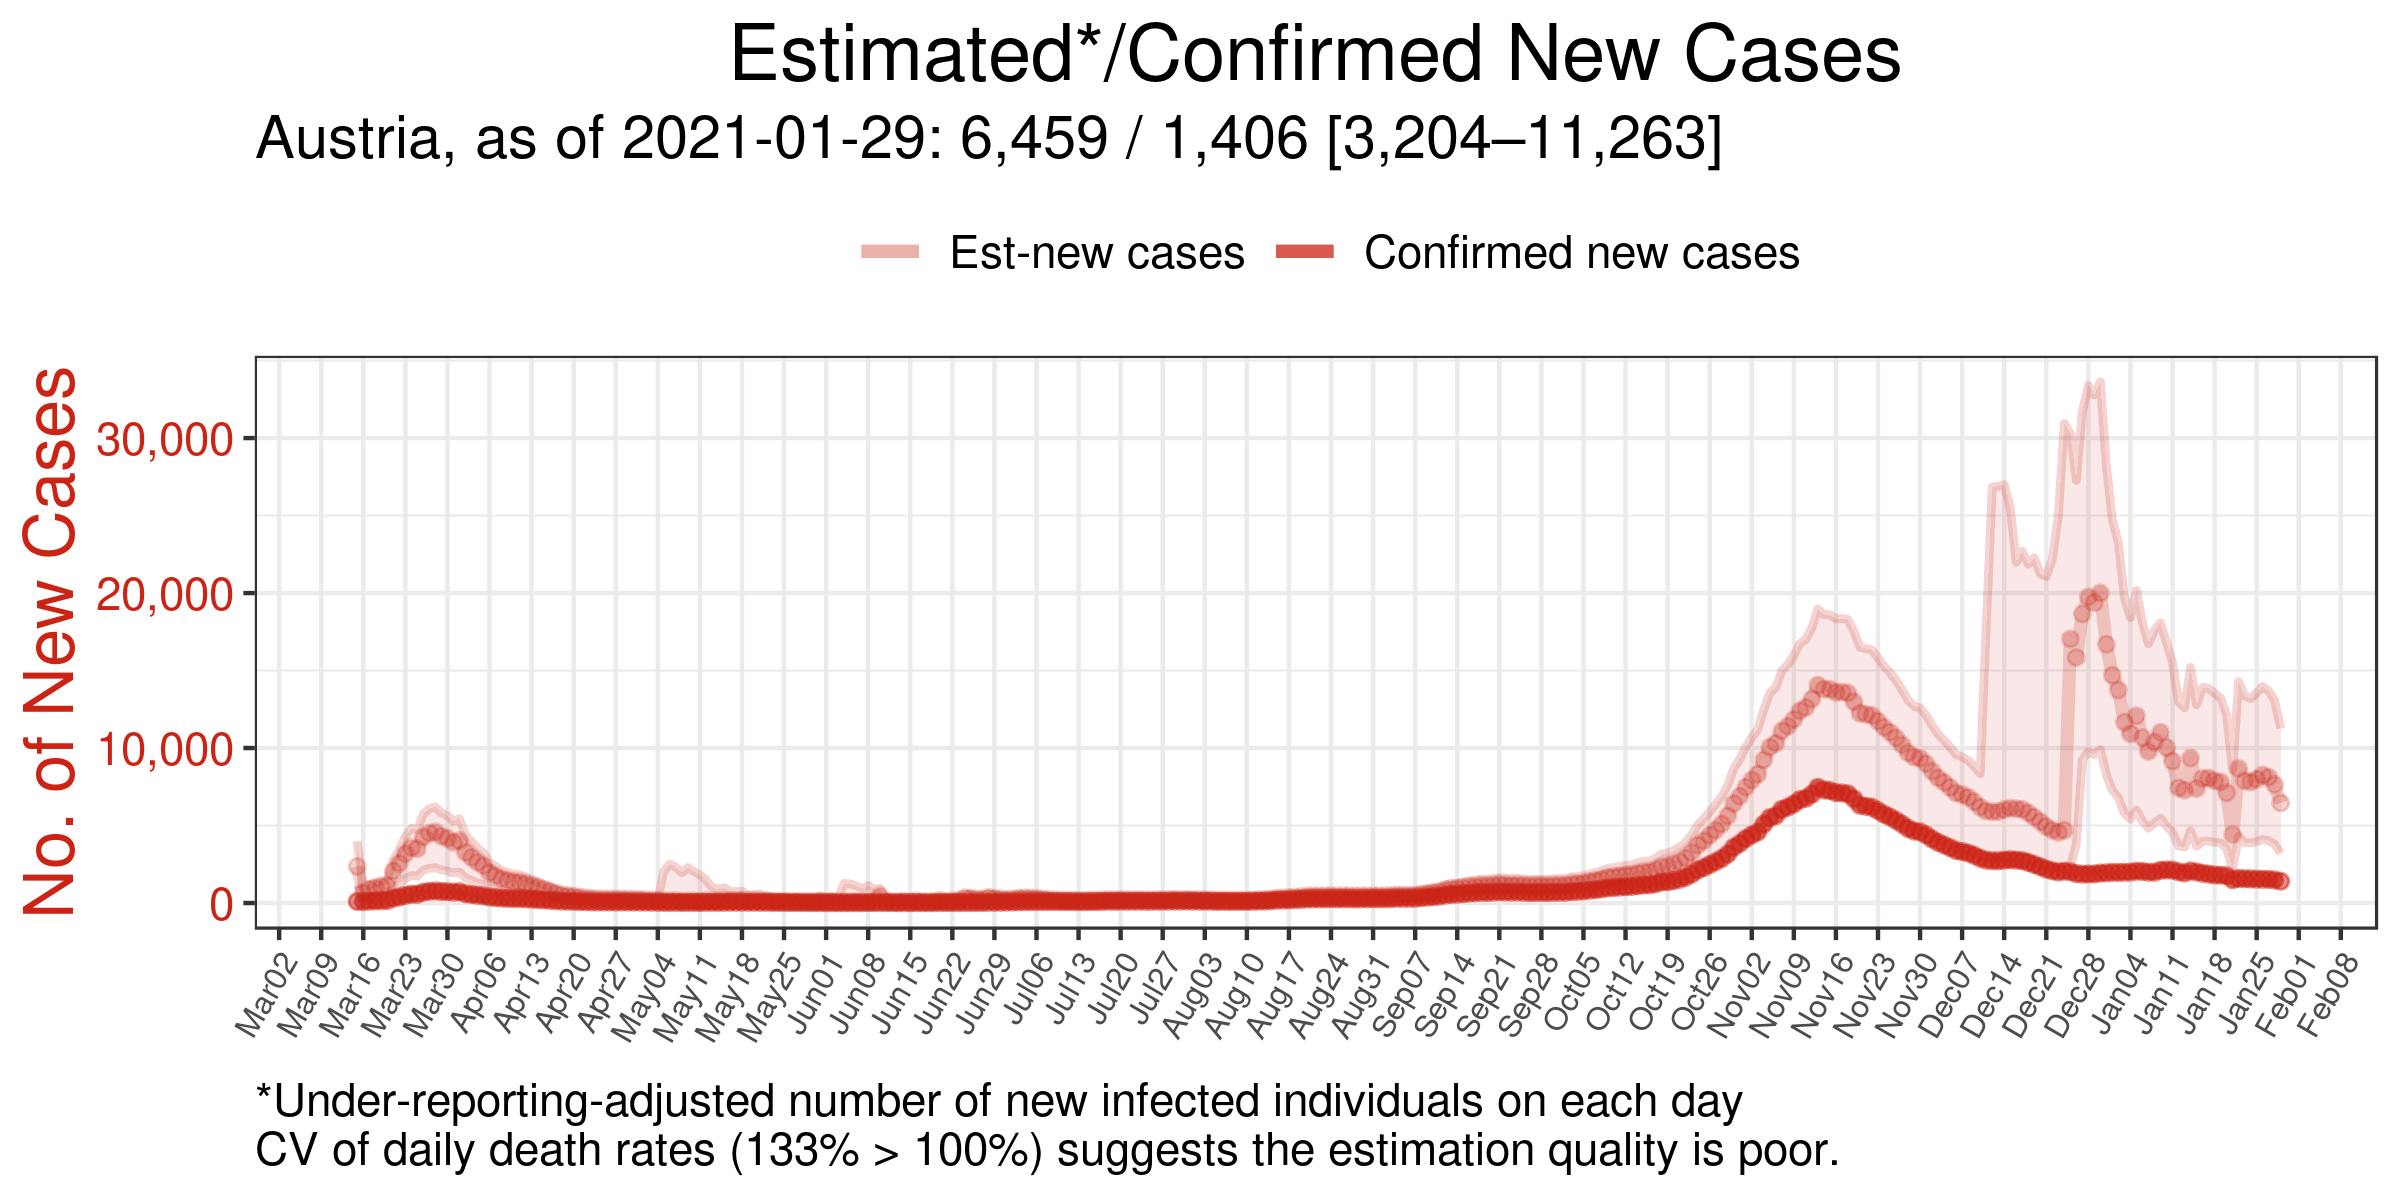 Estimated*/Confirmed New Cases
Austria, as of 2021-01-29: 6,459 / 1,406 [3,204–11,263]
Est-new cases
Confirmed new cases
No. of New Cases
30,000
20,000
10,000
0
Mar02
Mar09
Mar16
Mar23
Mar30
Apr06
Apr13
Apr20
Apr27
May04
May11
May18
May25
Jun01
Jun08
Jun15
Jun22
Jun29
Jul06
Jul13
Jul20
Jul27
Aug03
Aug10
Aug17
Aug24
Aug31
Sep07
Sep14
Sep21
Sep28
Oct05
Oct12
Oct19
Oct26
Nov02
Nov09
Nov16
Nov23
Nov30
Dec07
Dec14
Dec21
Dec28
Jan04
Jan11
Jan18
Jan25
Feb01
Feb08
*Under-reporting-adjusted number of new infected individuals on each day
CV of daily death rates (133% > 100%) suggests the estimation quality is poor.